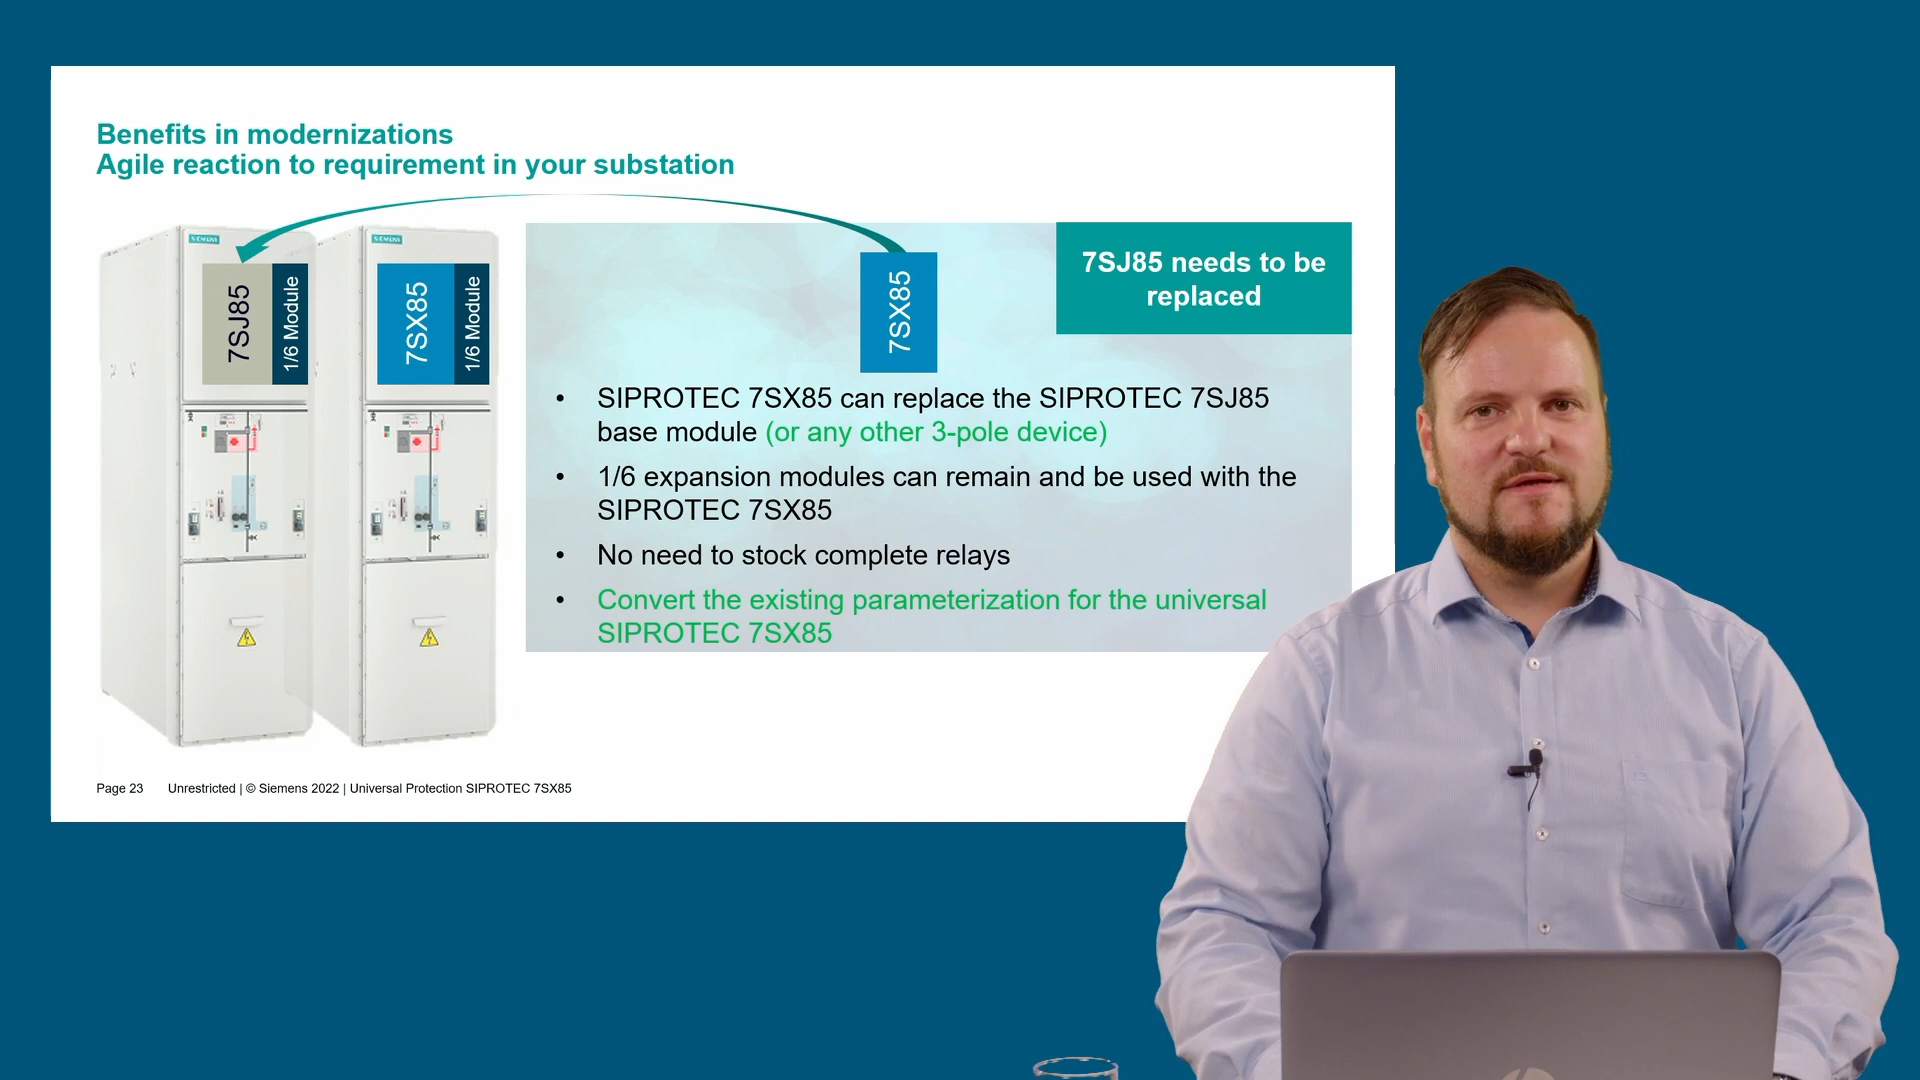 Benefits in modernizations
Agile reaction to requirement in your substation
SIEMENS
SIEMENS
7SJ85
1/6 Module
7SX85
1/6 Module
7SX85
7SJ85 needs to be
replaced
• SIPROTEC 7SX85 can replace the SIPROTEC 7SJ85
base module (or any other 3-pole device)
• 1/6 expansion modules can remain and be used with the
SIPROTEC 7SX85
• No need to stock complete relays
• Convert the existing parameterization for the universal
SIPROTEC 7SX85
Page 23 Unrestricted | © Siemens 2022 | Universal Protection SIPROTEC 7SX85